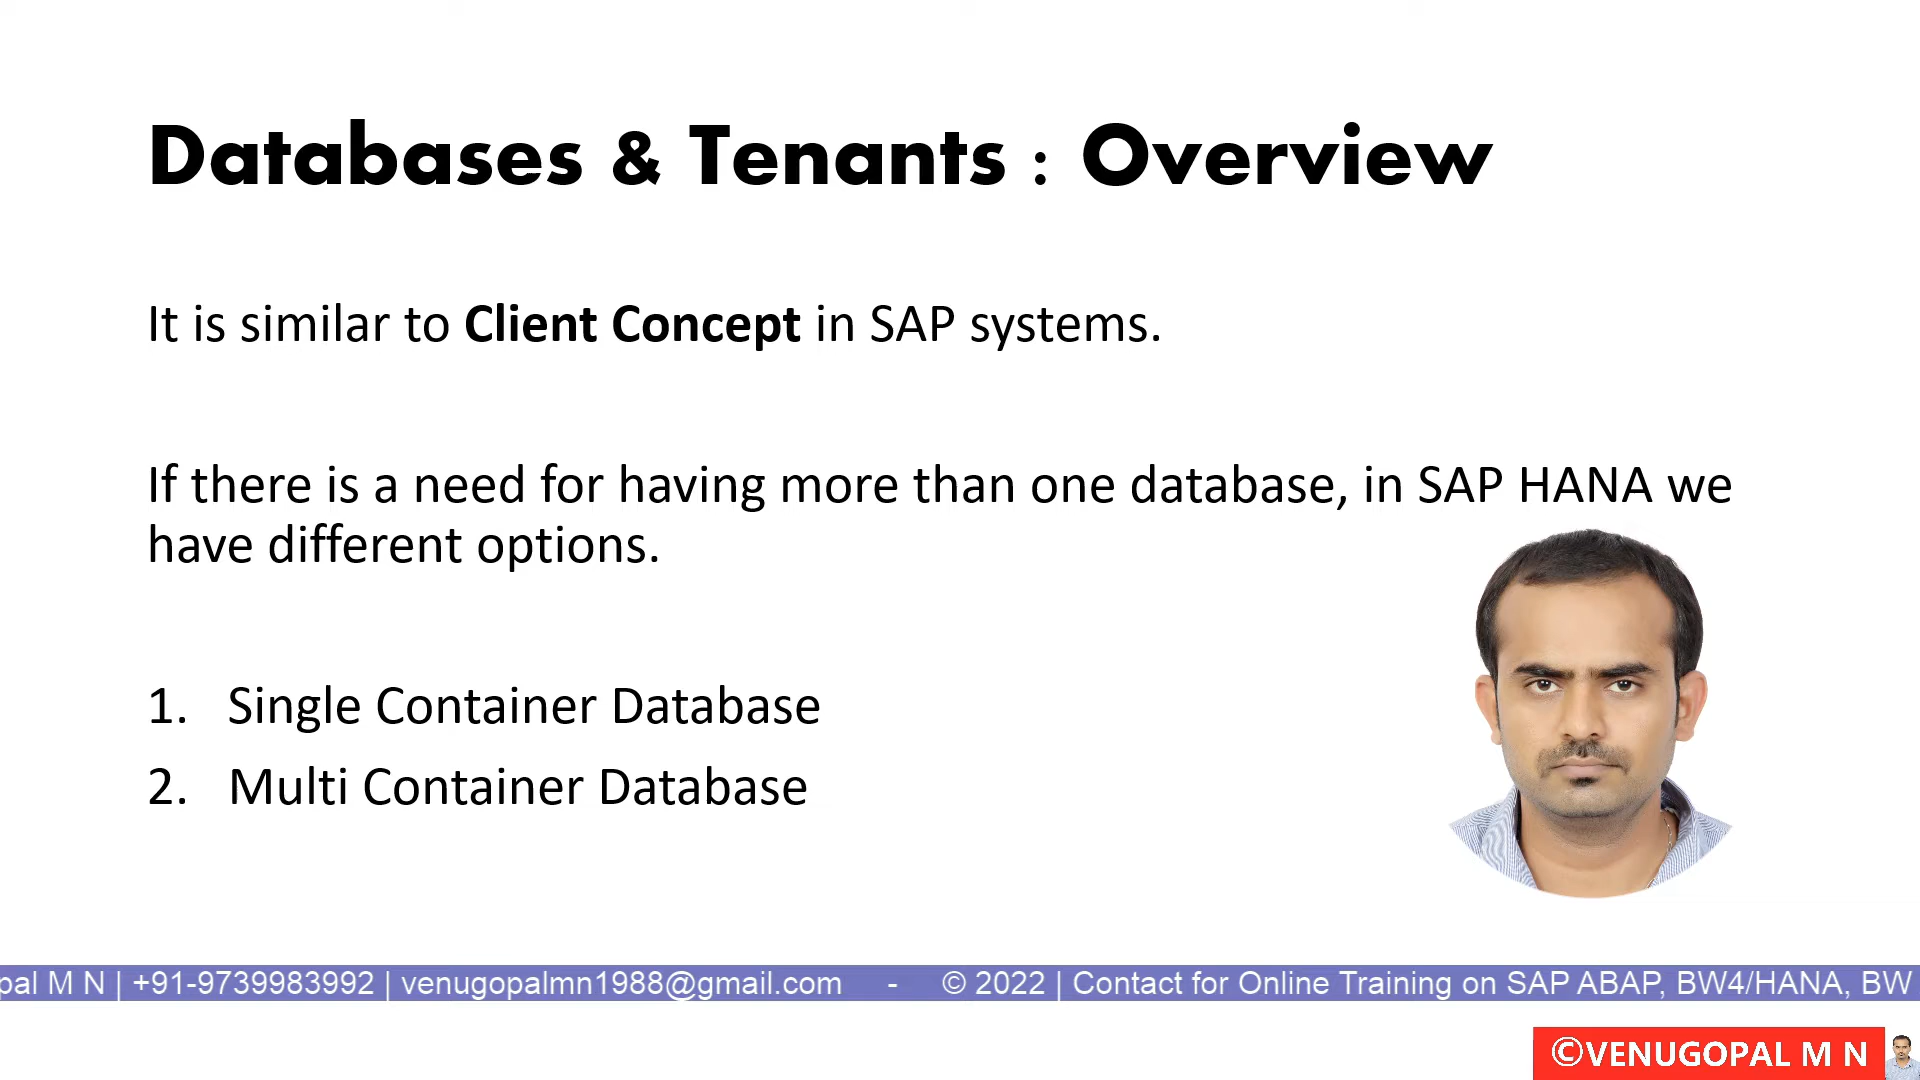 Databases & Tenants : Overview
It is similar to Client Concept in SAP systems.
If there is a need for having more than one database, in SAP HANA we
have different options.
1. Single Container Database
2. Multi Container Database
pal M N | +91-9739983992 | venugopalmn1988@gmail.com - © 2022 | Contact for Online Training on SAP ABAP, BW4/HANA, BW
©VENUGOPAL M N